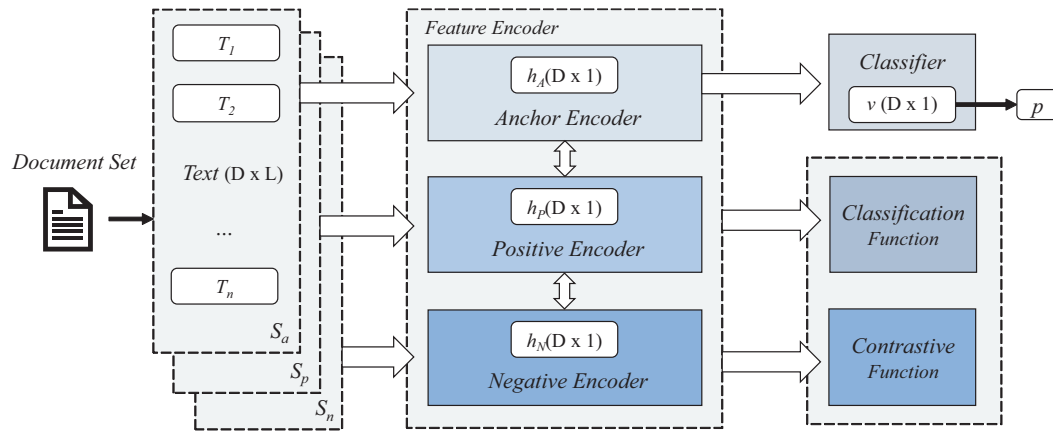 Document Set
T1
T2
Text (D x L)
...
Tn
Sa
Sp
Sn
Feature Encoder
hA(D x 1)
Anchor Encoder
hP(D x 1)
Positive Encoder
hN(D x 1)
Negative Encoder
Classifier
v (D x 1)
p
Classification
Function
Contrastive
Function